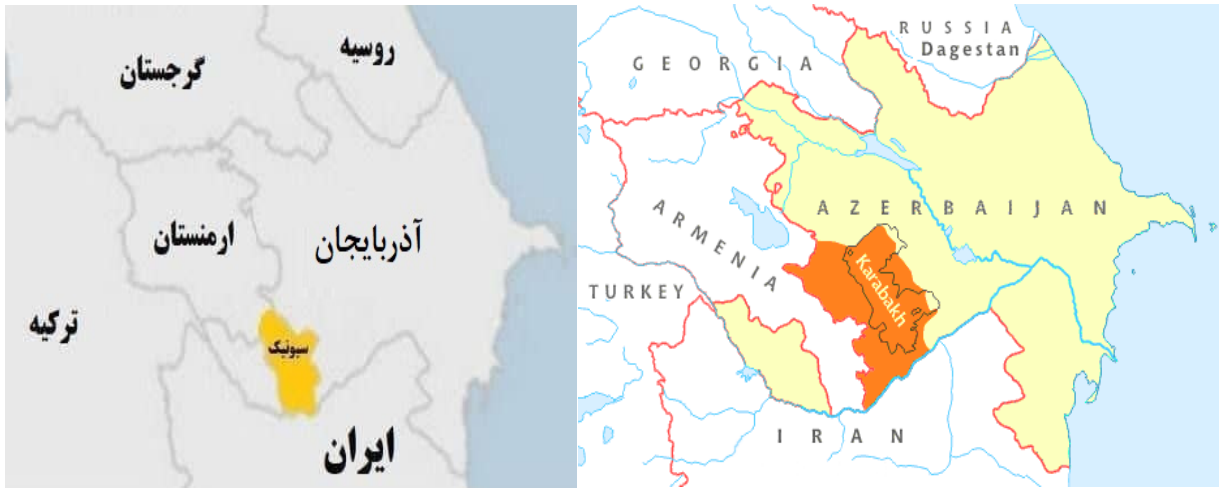 روسیه
گرجستان
ارمنستان
آذربایجان
ترکیه
سیونیک
ایران
RUSSIA
Dagestan
GEORGIA
AZERBAIJAN
ARMENIA
Karabakh
TURKEY
IRAN